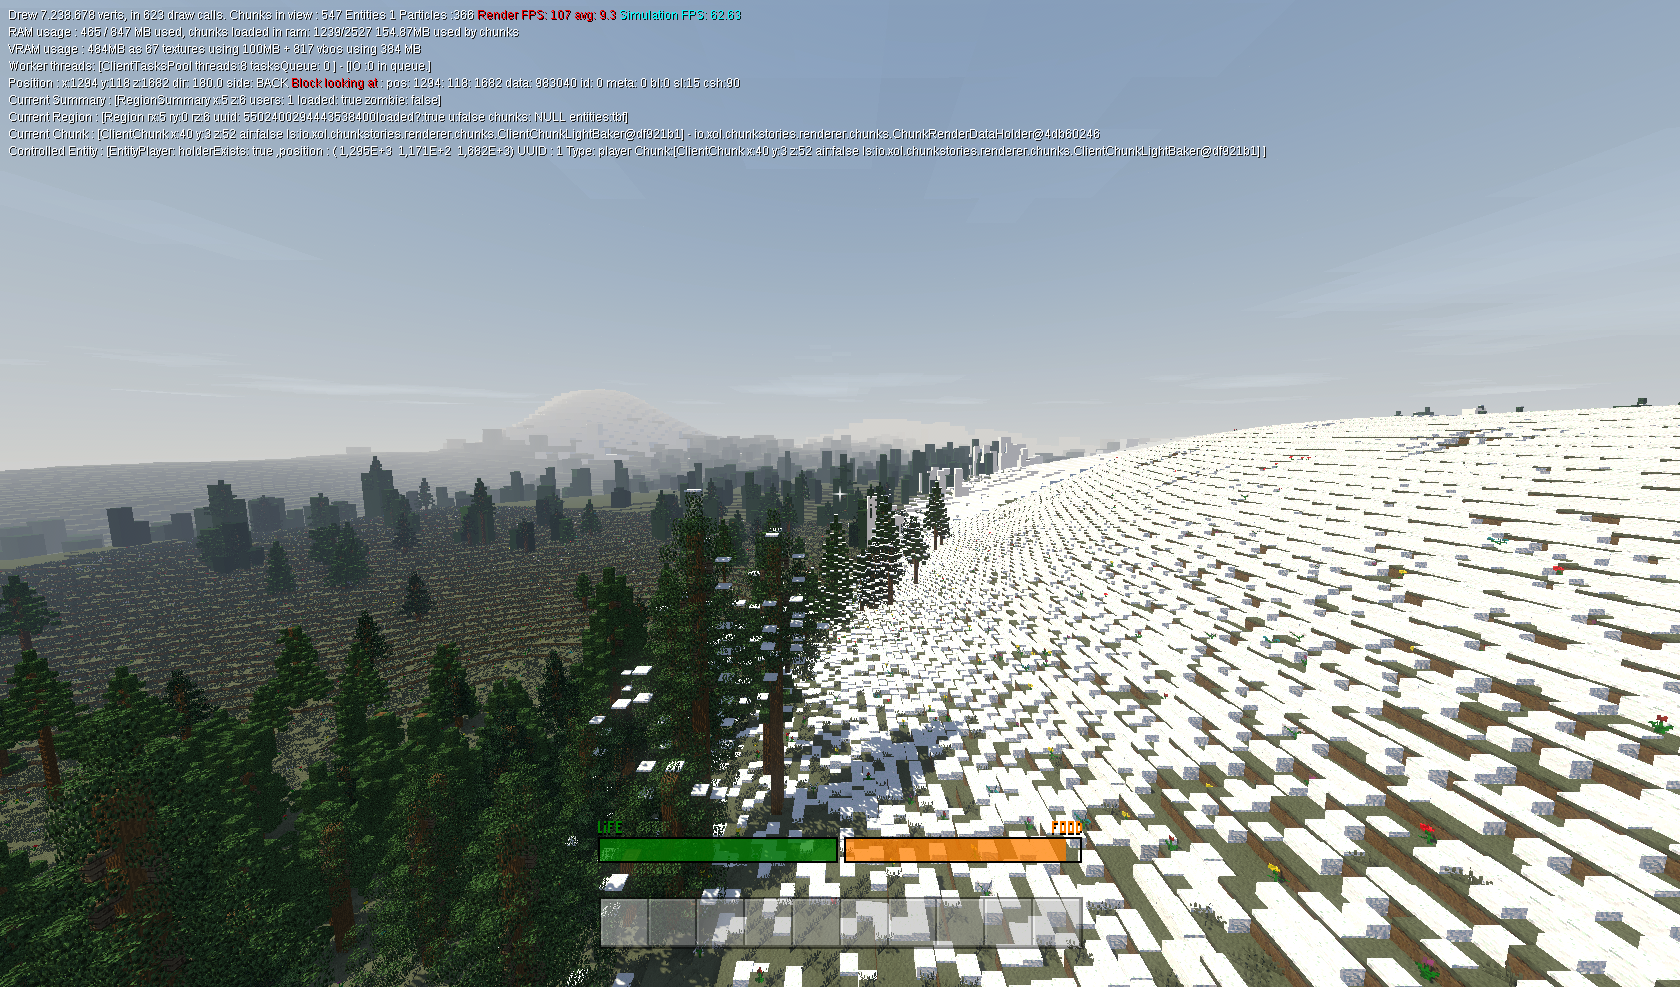 Drew 7.238.678 verts, in 623 draw calls. Chunks in view : 547 Entities 1 Particles :366 Render FPS: 107 avg: 9.3 Simulation FPS: 62.63
RAM usage : 465 / 847 MB used, chunks loaded in ram: 1239/2527 154.87MB used by chunks
VRAM usage : 484MB as 67 textures using 100MB + 817 vbos using 384 MB
Worker threads: [ClientTasksPool threads:8 tasksQueue: 0 ] - [IO :0 in queue.]
Position : x:1294 y:118 z:1682 dir: 180.0 side: BACK Block looking at : pos: 1294: 118: 1682 data: 983040 id: 0 meta: 0 bl:0 sl:15 csh:90
Current Summary : [RegionSummary x:5 z:6 users: 1 loaded: true zombie: false]
Current Region : [Region rx:5 ry:0 rz:6 uuid: 5502400294443538400loaded?:true u:false chunks: NULL entities:tbf]
Current Chunk : [ClientChunk x:40 y:3 z:52 air:false ls:io.xol.chunkstories.renderer.chunks.ClientChunkLightBaker@df921b1] - io.xol.chunkstories.renderer.chunks.ChunkRenderDataHolder@4db60246
Controlled Entity : [EntityPlayer: holderExists: true ,position : ( 1,295E+3  1,171E+2  1,682E+3) UUID : 1 Type: player Chunk:[ClientChunk x:40 y:3 z:52 air:false ls:io.xol.chunkstories.renderer.chunks.ClientChunkLightBaker@df921b1] ]
LiFE FOOD